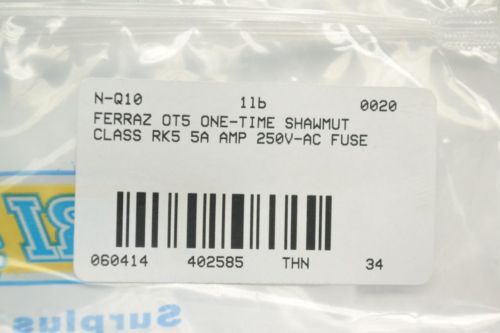 N-Q10 1lb 0020
FERRAZ OT5 ONE-TIME SHAWMUT
CLASS RK5 5A AMP 250V-AC FUSE
060414 402585 THN 34
Surplus